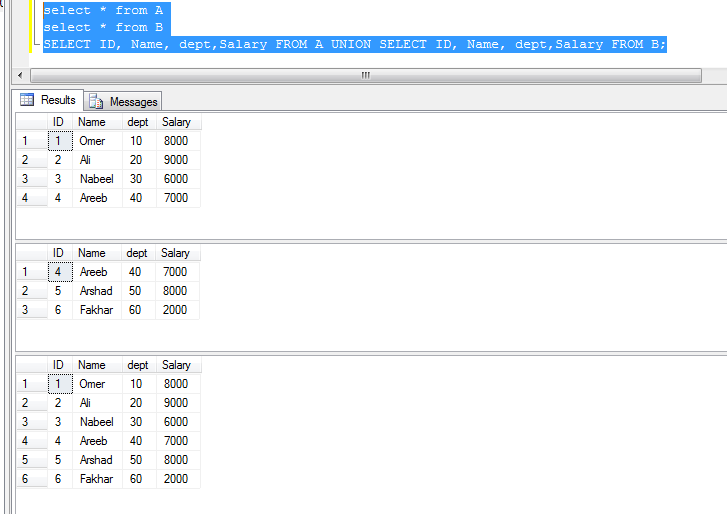 select * from A
select * from B
SELECT ID, Name, dept,Salary FROM A UNION SELECT ID, Name, dept,Salary FROM B;
Results Messages
ID Name dept Salary
1 1 Omer 10 8000
2 2 Ali 20 9000
3 3 Nabeel 30 6000
4 4 Areeb 40 7000
ID Name dept Salary
1 4 Areeb 40 7000
2 5 Arshad 50 8000
3 6 Fakhar 60 2000
ID Name dept Salary
1 1 Omer 10 8000
2 2 Ali 20 9000
3 3 Nabeel 30 6000
4 4 Areeb 40 7000
5 5 Arshad 50 8000
6 6 Fakhar 60 2000